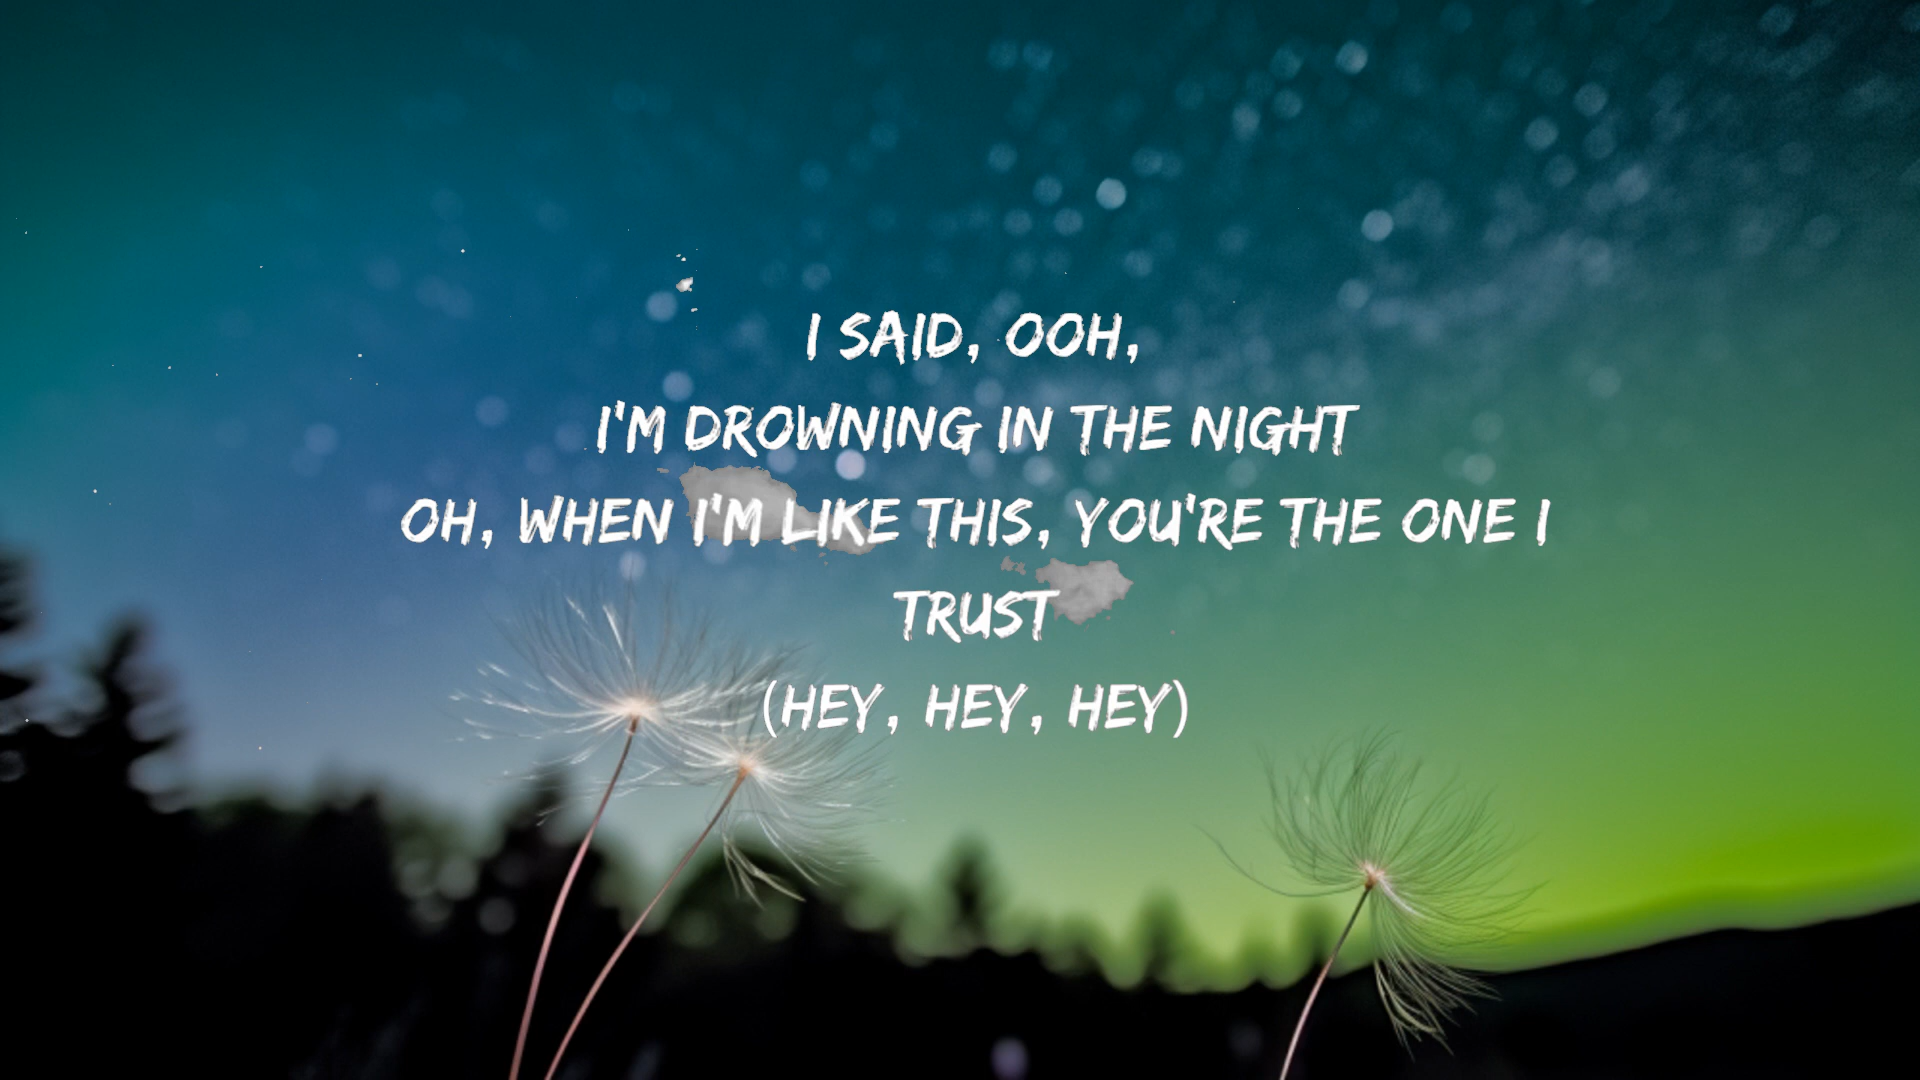 I SAID, OOH,
I'M DROWNING IN THE NIGHT
OH, WHEN I'M LIKE THIS, YOU'RE THE ONE I
TRUST
(HEY, HEY, HEY)